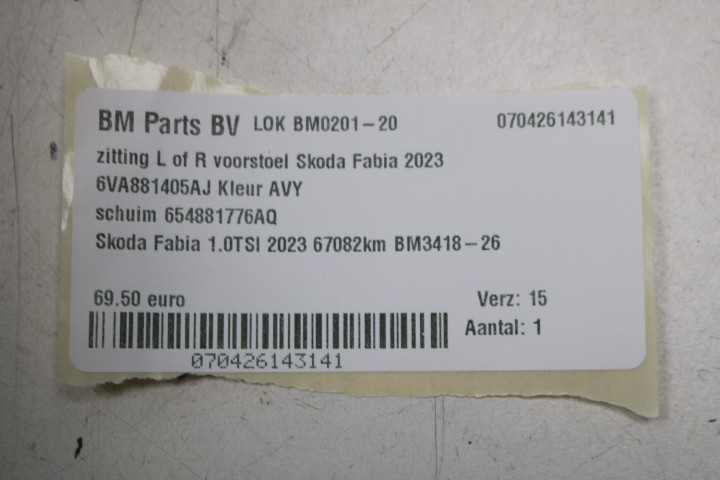 BM Parts BV LOK BM0201-20 070426143141
zitting L of R voorstoel Skoda Fabia 2023
6VA881405AJ Kleur AVY
schuim 654881776AQ
Skoda Fabia 1.0TSI 2023 67082km BM3418-26
69.50 euro Verz: 15
Aantal: 1
070426143141